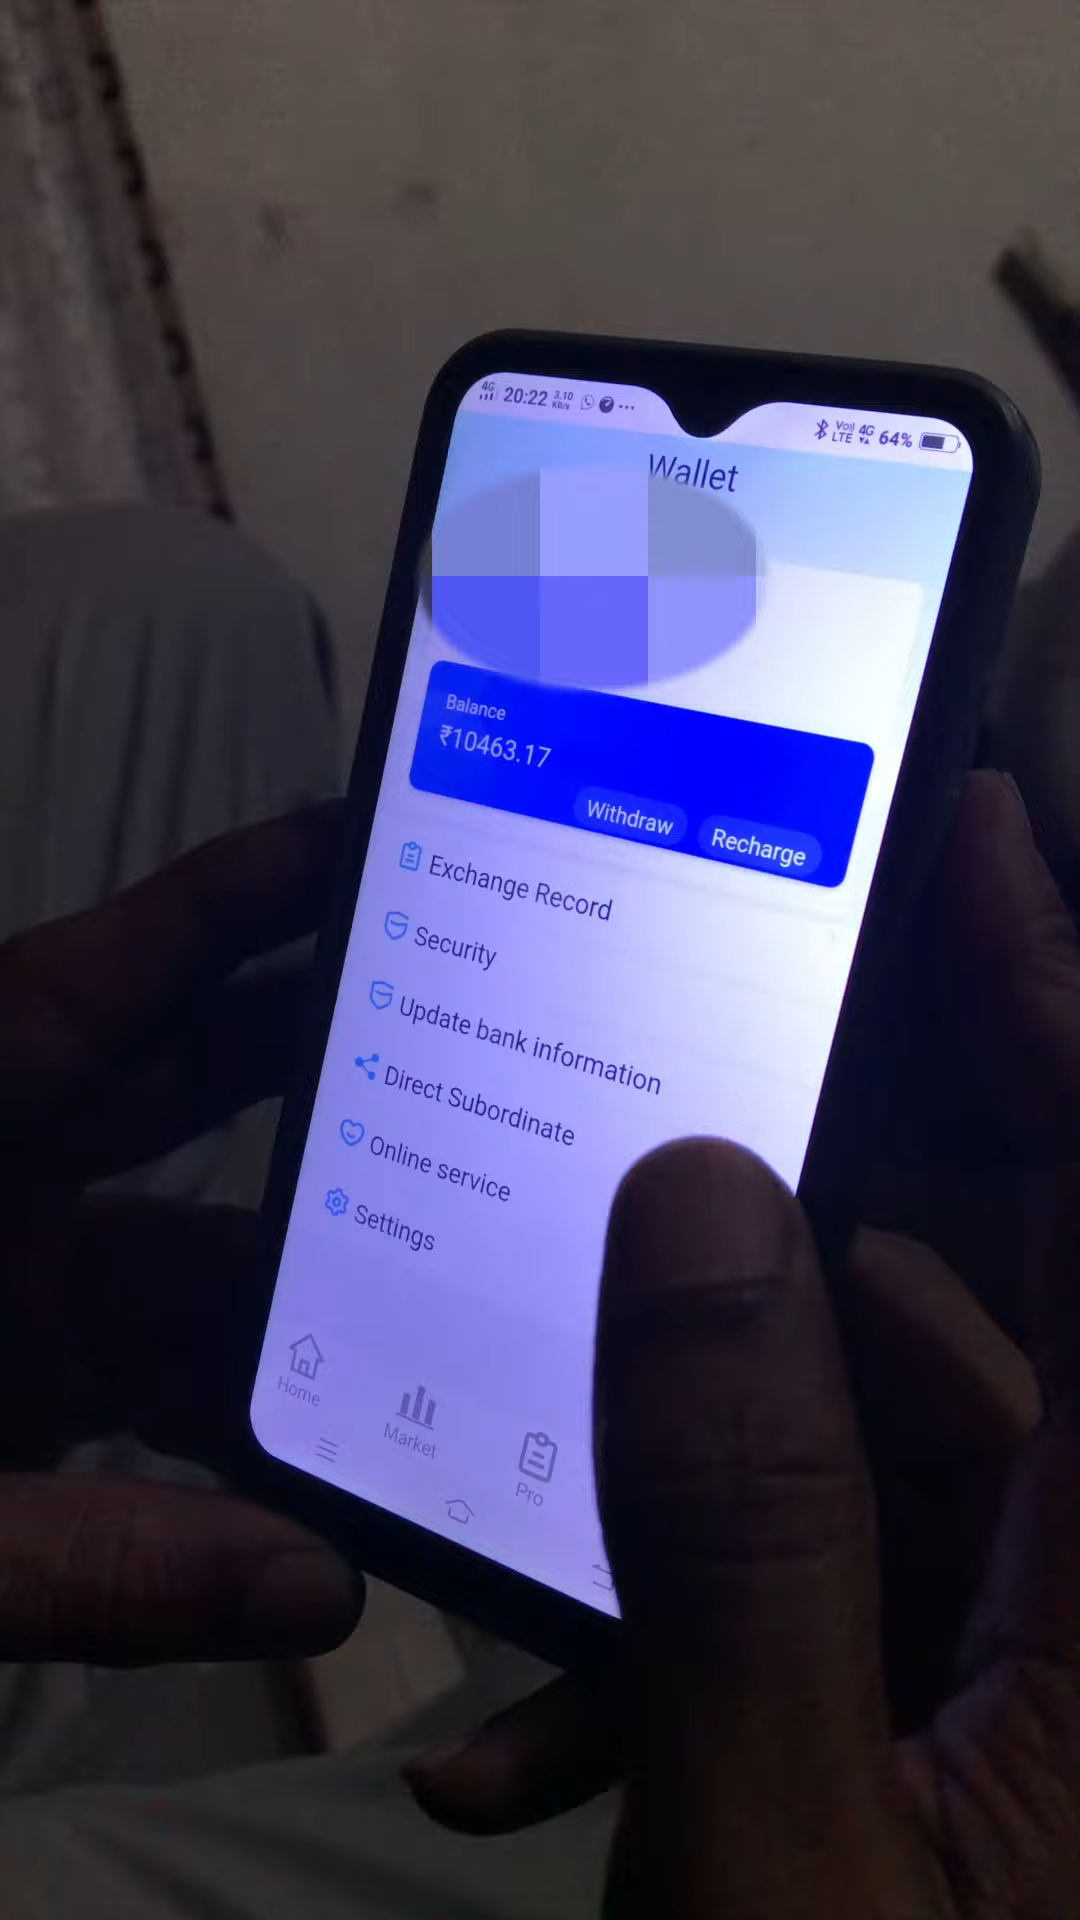 4G 20:22 3.10 KB/s ...
Vo)) LTE 4G 64%
Wallet
Balance
₹10463.17
Withdraw Recharge
Exchange Record
Security
Update bank information
Direct Subordinate
Online service
Settings
Home
Market
Pro